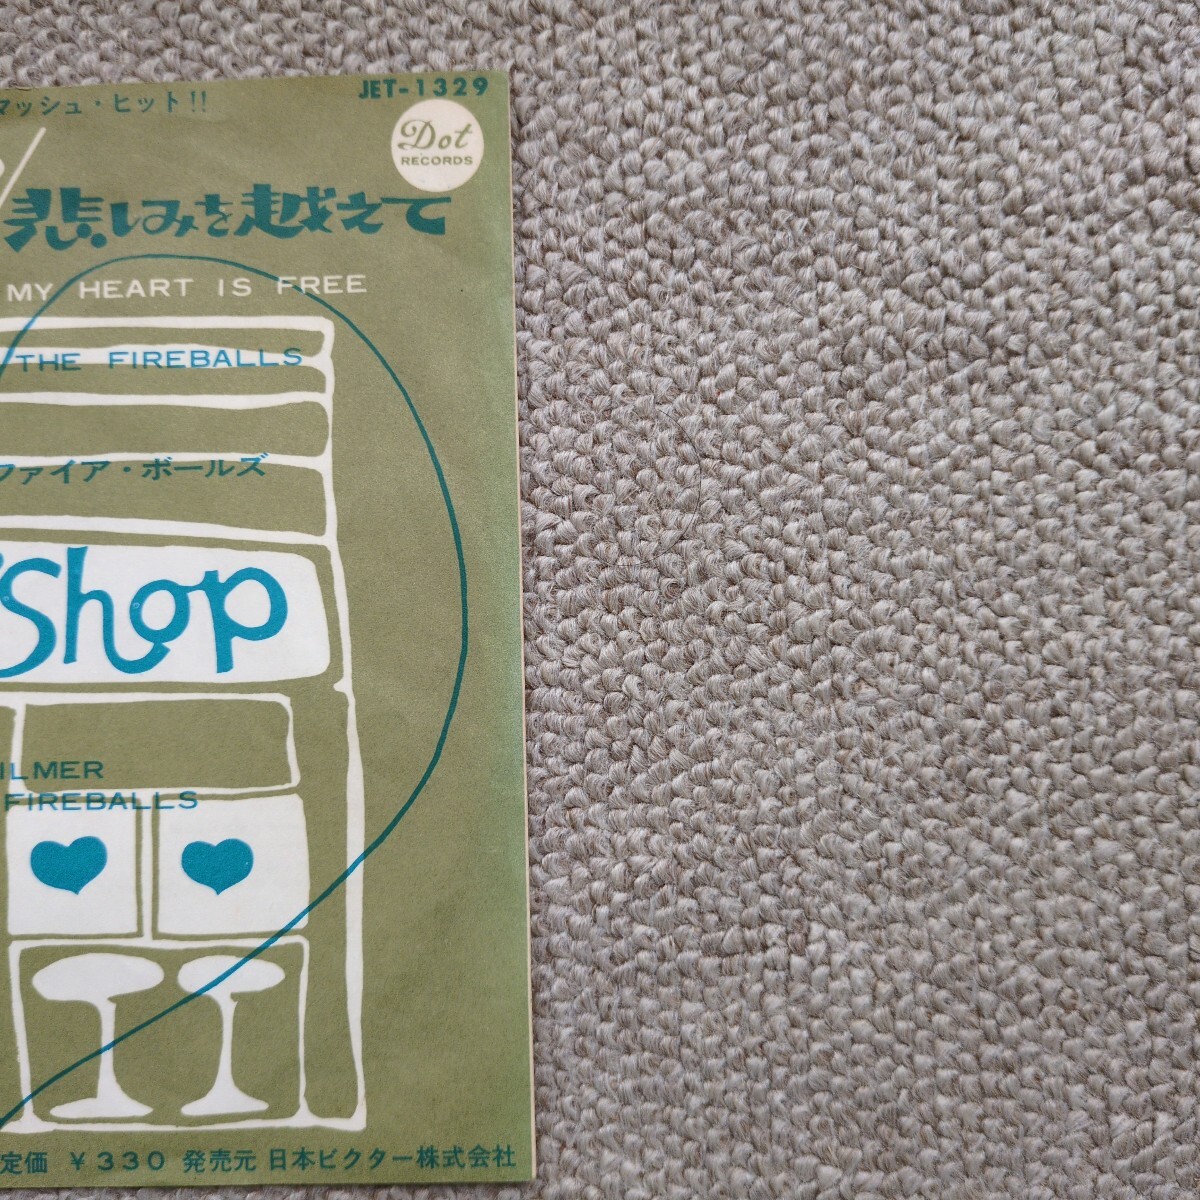 マッシュ・ヒット!!
JET-1329
Dot
RECORDS
悲しみを越えて
MY HEART IS FREE
THE FIREBALLS
ファイア・ボールズ
Shop
ILMER
FIREBALLS
定価 ¥330 発売元 日本ビクター株式会社